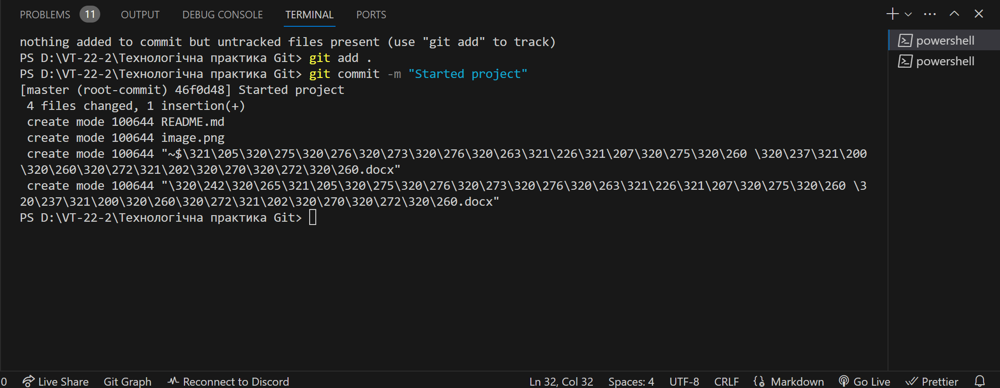 PROBLEMS 11 OUTPUT DEBUG CONSOLE TERMINAL PORTS
nothing added to commit but untracked files present (use "git add" to track)
PS D:\VT-22-2\Технологічна практика Git> git add .
PS D:\VT-22-2\Технологічна практика Git> git commit -m "Started project"
[master (root-commit) 46f0d48] Started project
 4 files changed, 1 insertion(+)
 create mode 100644 README.md
 create mode 100644 image.png
 create mode 100644 "~$\321\205\320\275\320\276\320\273\320\276\320\263\321\226\321\207\320\275\320\260 \320\237\321\200
\320\260\320\272\321\202\320\270\320\272\320\260.docx"
 create mode 100644 "\320\242\320\265\321\205\320\275\320\276\320\273\320\276\320\263\321\226\321\207\320\275\320\260 \3
20\237\321\200\320\260\320\272\321\202\320\270\320\272\320\260.docx"
PS D:\VT-22-2\Технологічна практика Git>
powershell
powershell
0 Live Share Git Graph Reconnect to Discord Ln 32, Col 32 Spaces: 4 UTF-8 CRLF Markdown Go Live Prettier